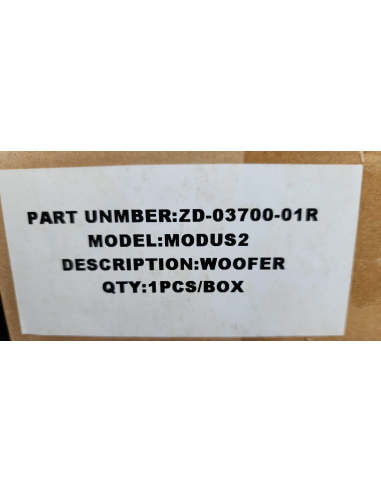 PART UNMBER:ZD-03700-01R
MODEL:MODUS2
DESCRIPTION:WOOFER
QTY:1PCS/BOX